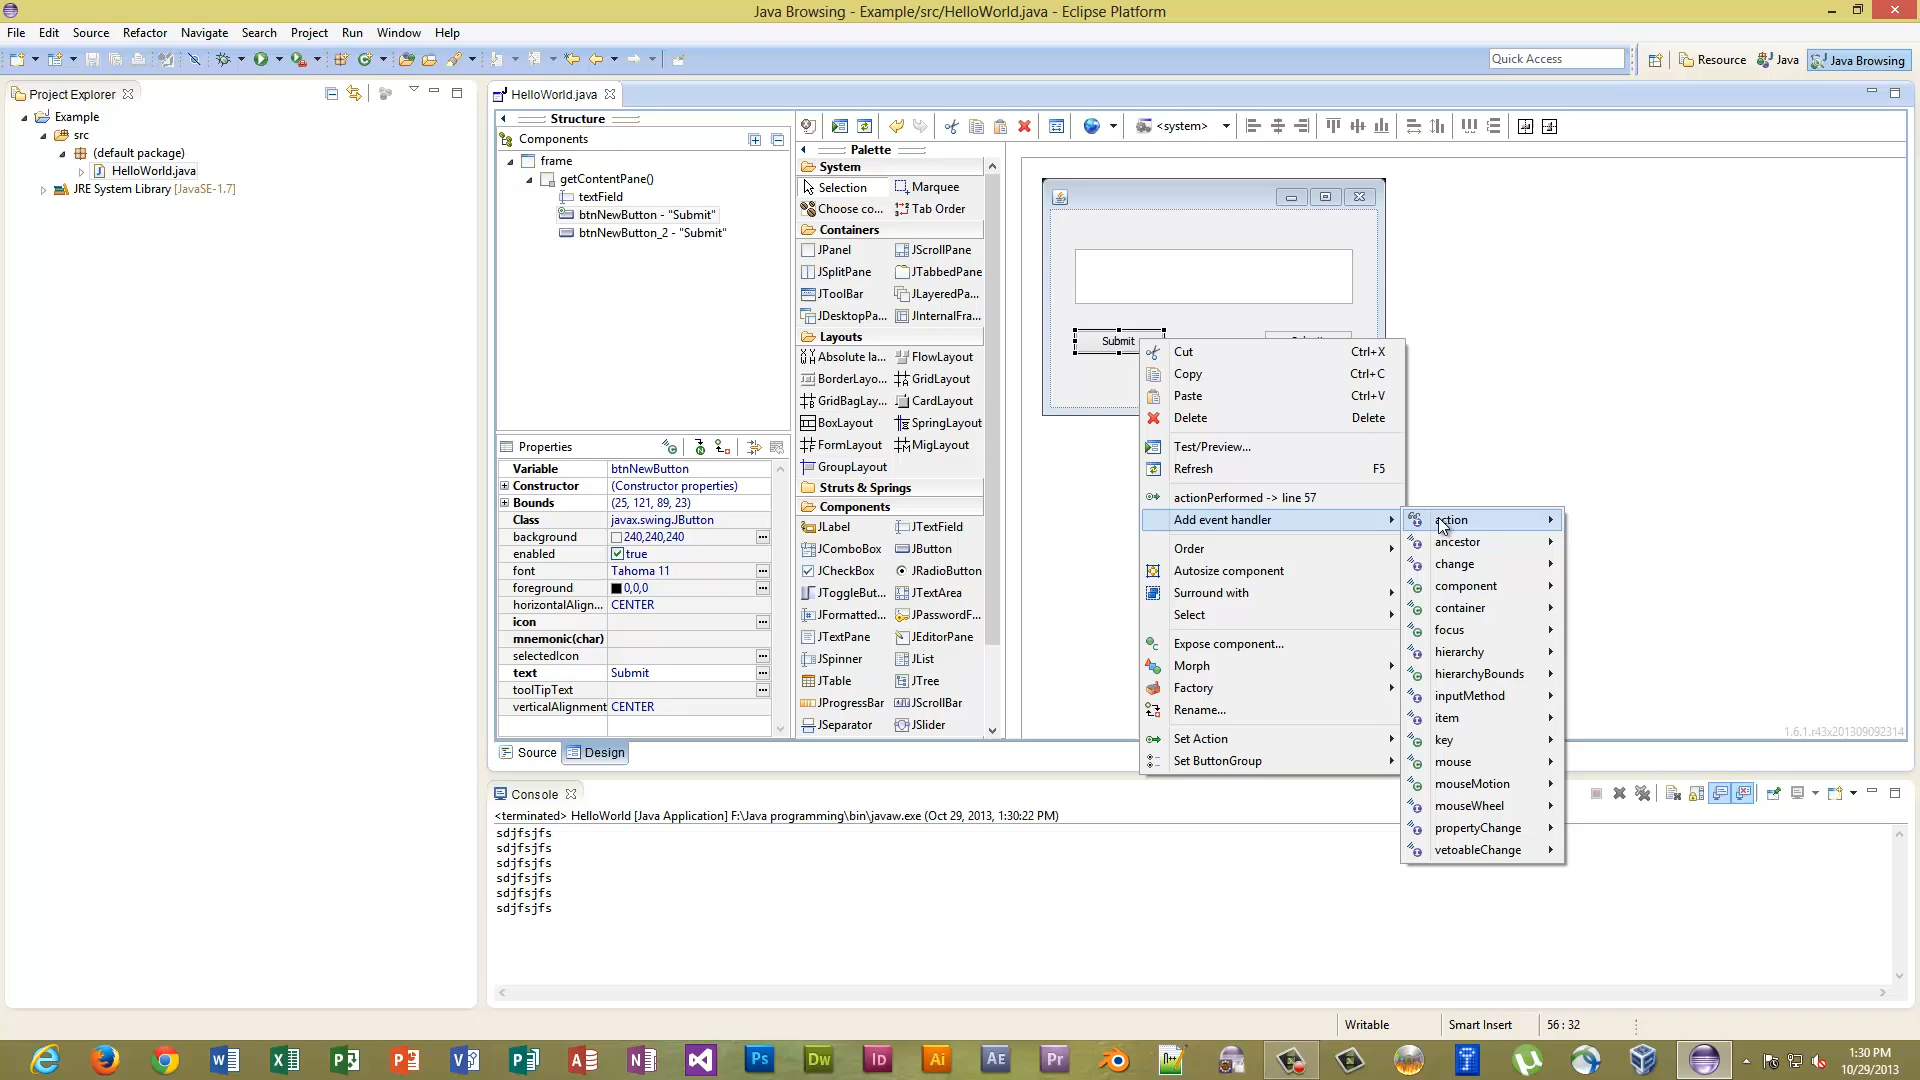 Java Browsing - Example/src/HelloWorld.java - Eclipse Platform
File Edit Source Refactor Navigate Search Project Run Window Help
Quick Access
Resource
Java
Java Browsing
Project Explorer
Example
src
(default package)
HelloWorld.java
JRE System Library [JavaSE-1.7]
HelloWorld.java
Structure
Components
frame
getContentPane()
textField
btnNewButton - "Submit"
btnNewButton_2 - "Submit"
Properties
Variable btnNewButton
Constructor (Constructor properties)
Bounds (25, 121, 89, 23)
Class javax.swing.JButton
background 240,240,240
enabled true
font Tahoma 11
foreground 0,0,0
horizontalAlign... CENTER
icon
mnemonic(char)
selectedIcon
text Submit
toolTipText
verticalAlignment CENTER
Source Design
<system>
Palette
System
Selection Marquee
Choose co... Tab Order
Containers
JPanel JScrollPane
JSplitPane JTabbedPane
JToolBar JLayeredPa...
JDesktopPa... JInternalFra...
Layouts
Absolute la... FlowLayout
BorderLayo... GridLayout
GridBagLay... CardLayout
BoxLayout SpringLayout
FormLayout MigLayout
GroupLayout
Struts & Springs
Components
JLabel JTextField
JComboBox JButton
JCheckBox JRadioButton
JToggleBut... JTextArea
JFormatted... JPasswordF...
JTextPane JEditorPane
JSpinner JList
JTable JTree
JProgressBar JScrollBar
JSeparator JSlider
Submit
Cut Ctrl+X
Copy Ctrl+C
Paste Ctrl+V
Delete Delete
Test/Preview...
Refresh F5
actionPerformed -> line 57
Add event handler
Order
Autosize component
Surround with
Select
Expose component...
Morph
Factory
Rename...
Set Action
Set ButtonGroup
action
ancestor
change
component
container
focus
hierarchy
hierarchyBounds
inputMethod
item
key
mouse
mouseMotion
mouseWheel
propertyChange
vetoableChange
1.6.1.r43x201309092314
Console
<terminated> HelloWorld [Java Application] F:\Java programming\bin\javaw.exe (Oct 29, 2013, 1:30:22 PM)
sdjfsjfs
sdjfsjfs
sdjfsjfs
sdjfsjfs
sdjfsjfs
sdjfsjfs
Writable
Smart Insert
56 : 32
Ps
Dw
Id
Ai
AE
Pr
1:30 PM
10/29/2013